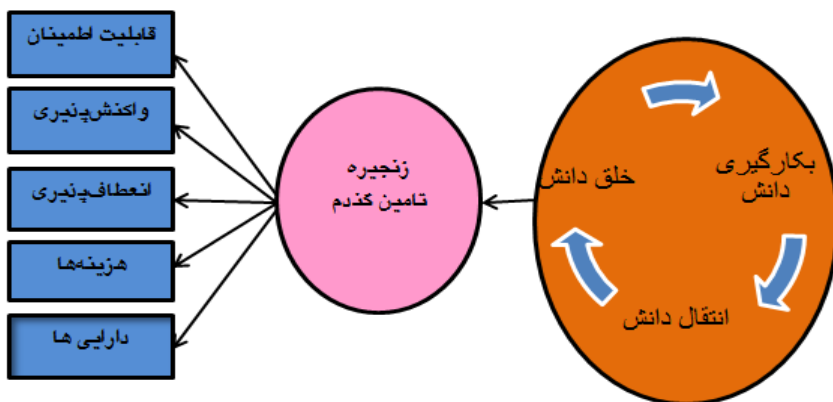 بکارگیری
دانش
خلق دانش
انتقال دانش
زنجیره
تامین گندم
قابلیت اطمینان
واکنش‌پذیری
انعطاف‌پذیری
هزینه‌ها
دارایی ها